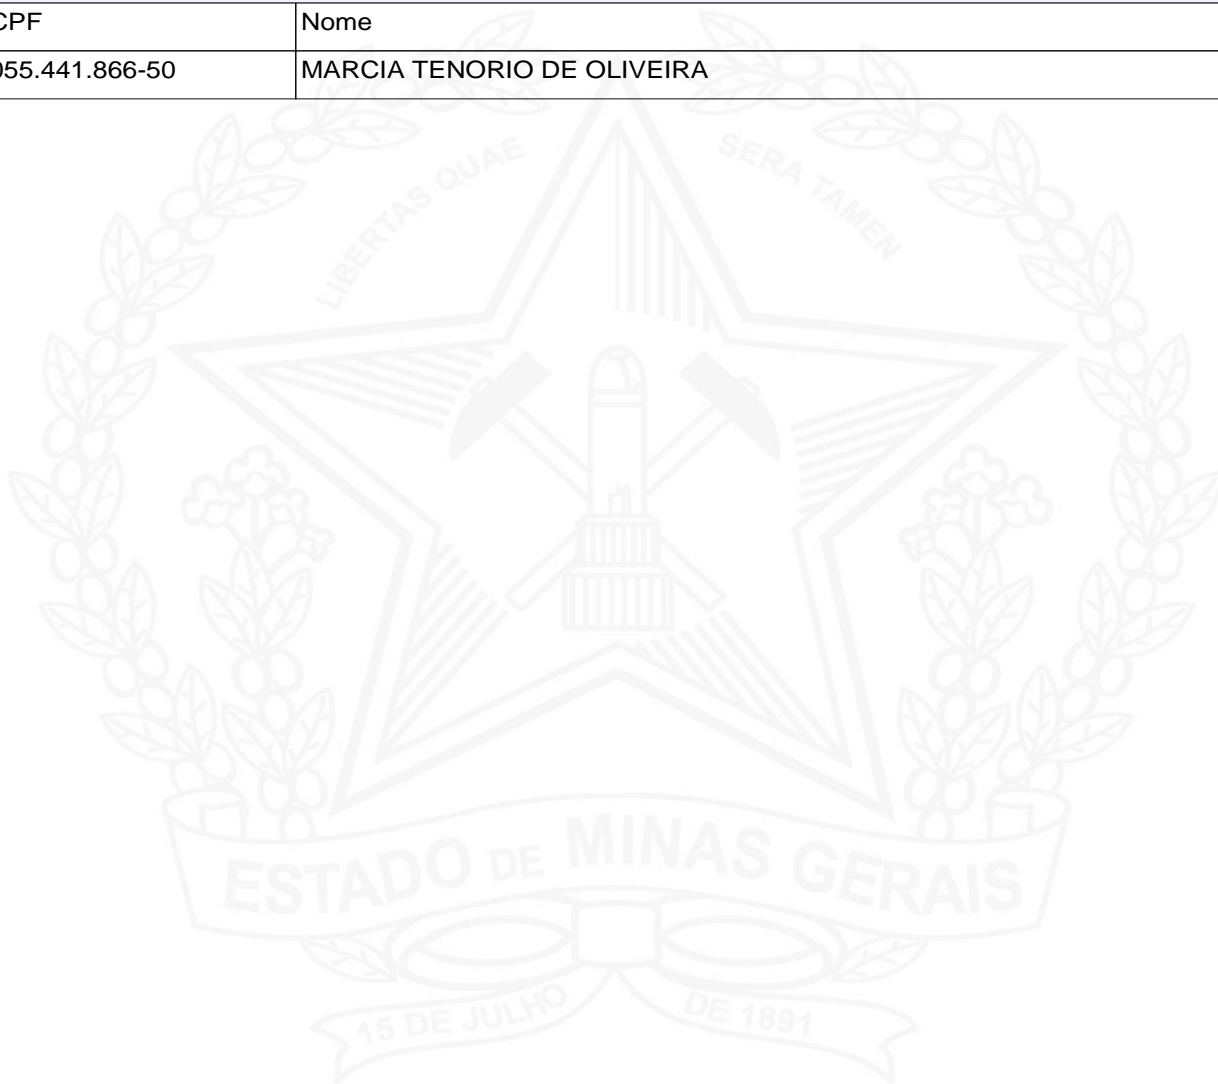 CPF Nome
055.441.866-50 MARCIA TENORIO DE OLIVEIRA
LIBERTAS QUAE SERA TAMEN
ESTADO DE MINAS GERAIS
15 DE JULHO DE 1891